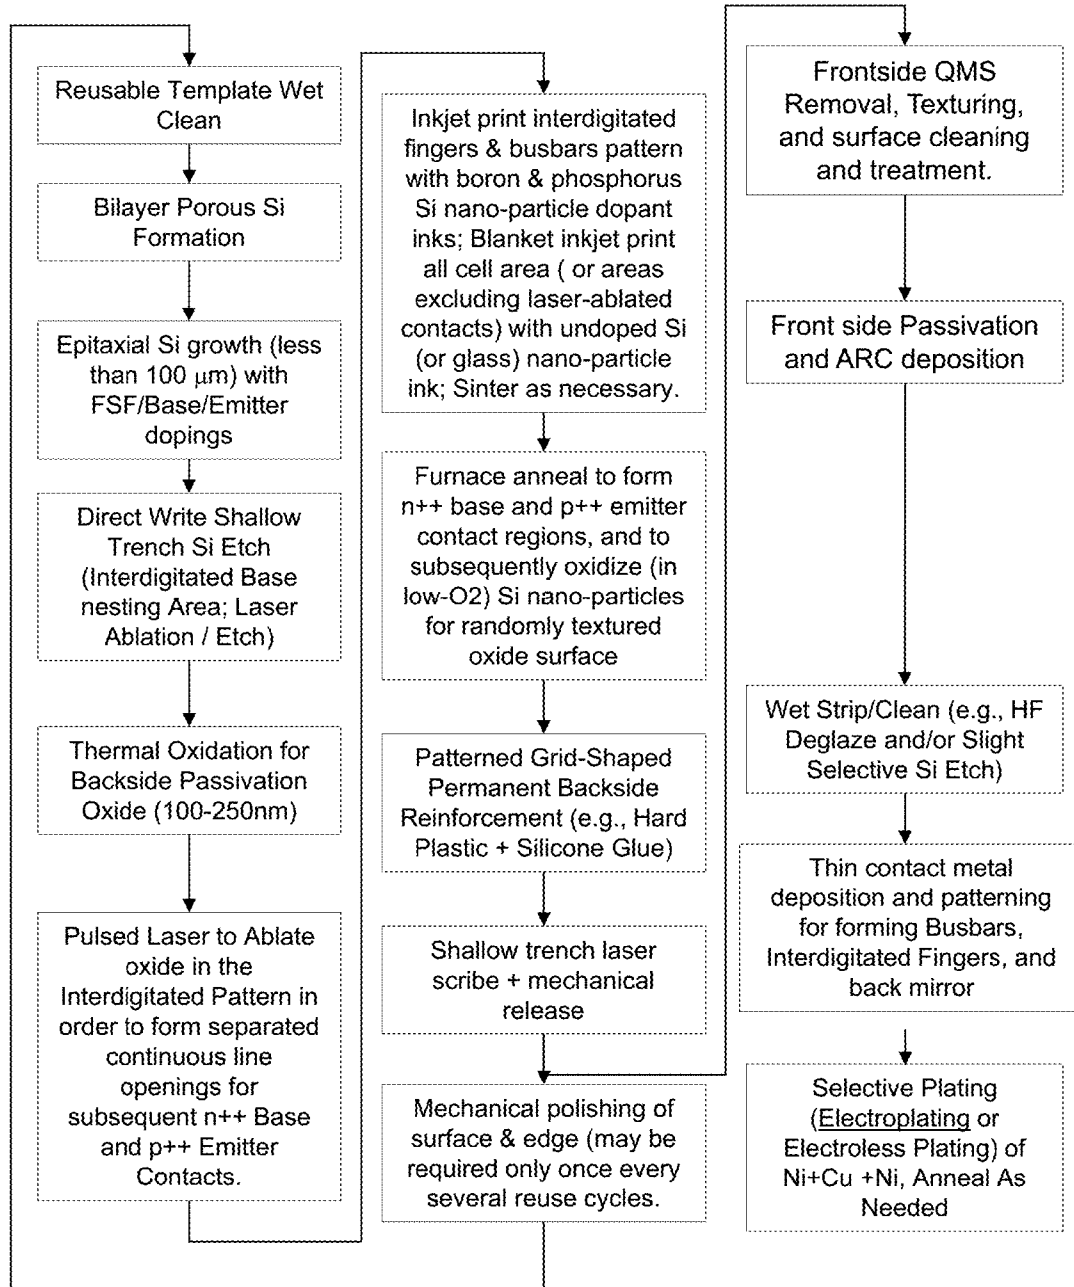 Reusable Template Wet
Clean
Bilayer Porous Si
Formation
Epitaxial Si growth (less
than 100 μm) with
FSF/Base/Emitter
dopings
Direct Write Shallow
Trench Si Etch
(Interdigitated Base
nesting Area; Laser
Ablation / Etch)
Thermal Oxidation for
Backside Passivation
Oxide (100-250nm)
Pulsed Laser to Ablate
oxide in the
Interdigitated Pattern in
order to form separated
continuous line
openings for
subsequent n++ Base
and p++ Emitter
Contacts.
Inkjet print interdigitated
fingers & busbars pattern
with boron & phosphorus
Si nano-particle dopant
inks; Blanket inkjet print
all cell area ( or areas
excluding laser-ablated
contacts) with undoped Si
(or glass) nano-particle
ink; Sinter as necessary.
Furnace anneal to form
n++ base and p++ emitter
contact regions, and to
subsequently oxidize (in
low-O2) Si nano-particles
for randomly textured
oxide surface
Patterned Grid-Shaped
Permanent Backside
Reinforcement (e.g., Hard
Plastic + Silicone Glue)
Shallow trench laser
scribe + mechanical
release
Mechanical polishing of
surface & edge (may be
required only once every
several reuse cycles.
Frontside QMS
Removal, Texturing,
and surface cleaning
and treatment.
Front side Passivation
and ARC deposition
Wet Strip/Clean (e.g., HF
Deglaze and/or Slight
Selective Si Etch)
Thin contact metal
deposition and patterning
for forming Busbars,
Interdigitated Fingers, and
back mirror
Selective Plating
(Electroplating or
Electroless Plating) of
Ni+Cu +Ni, Anneal As
Needed